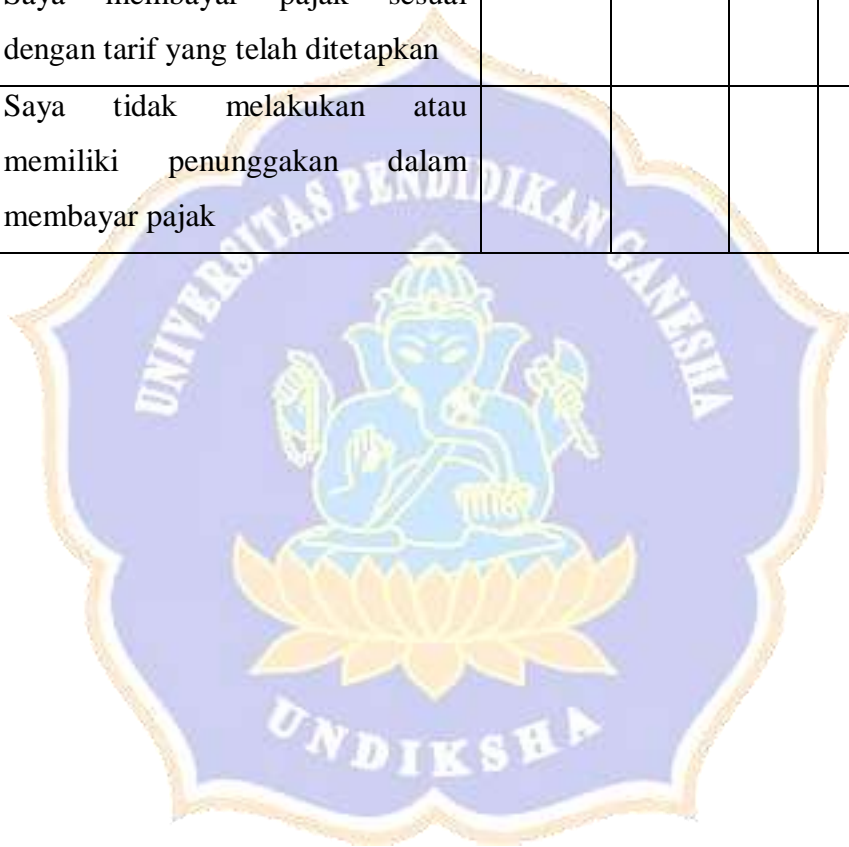 Saya membayar pajak sesuai
dengan tarif yang telah ditetapkan
Saya tidak melakukan atau
memiliki penunggakan dalam
membayar pajak
UNIVERSITAS PENDIDIKAN GANESHA
UNDIKSHA